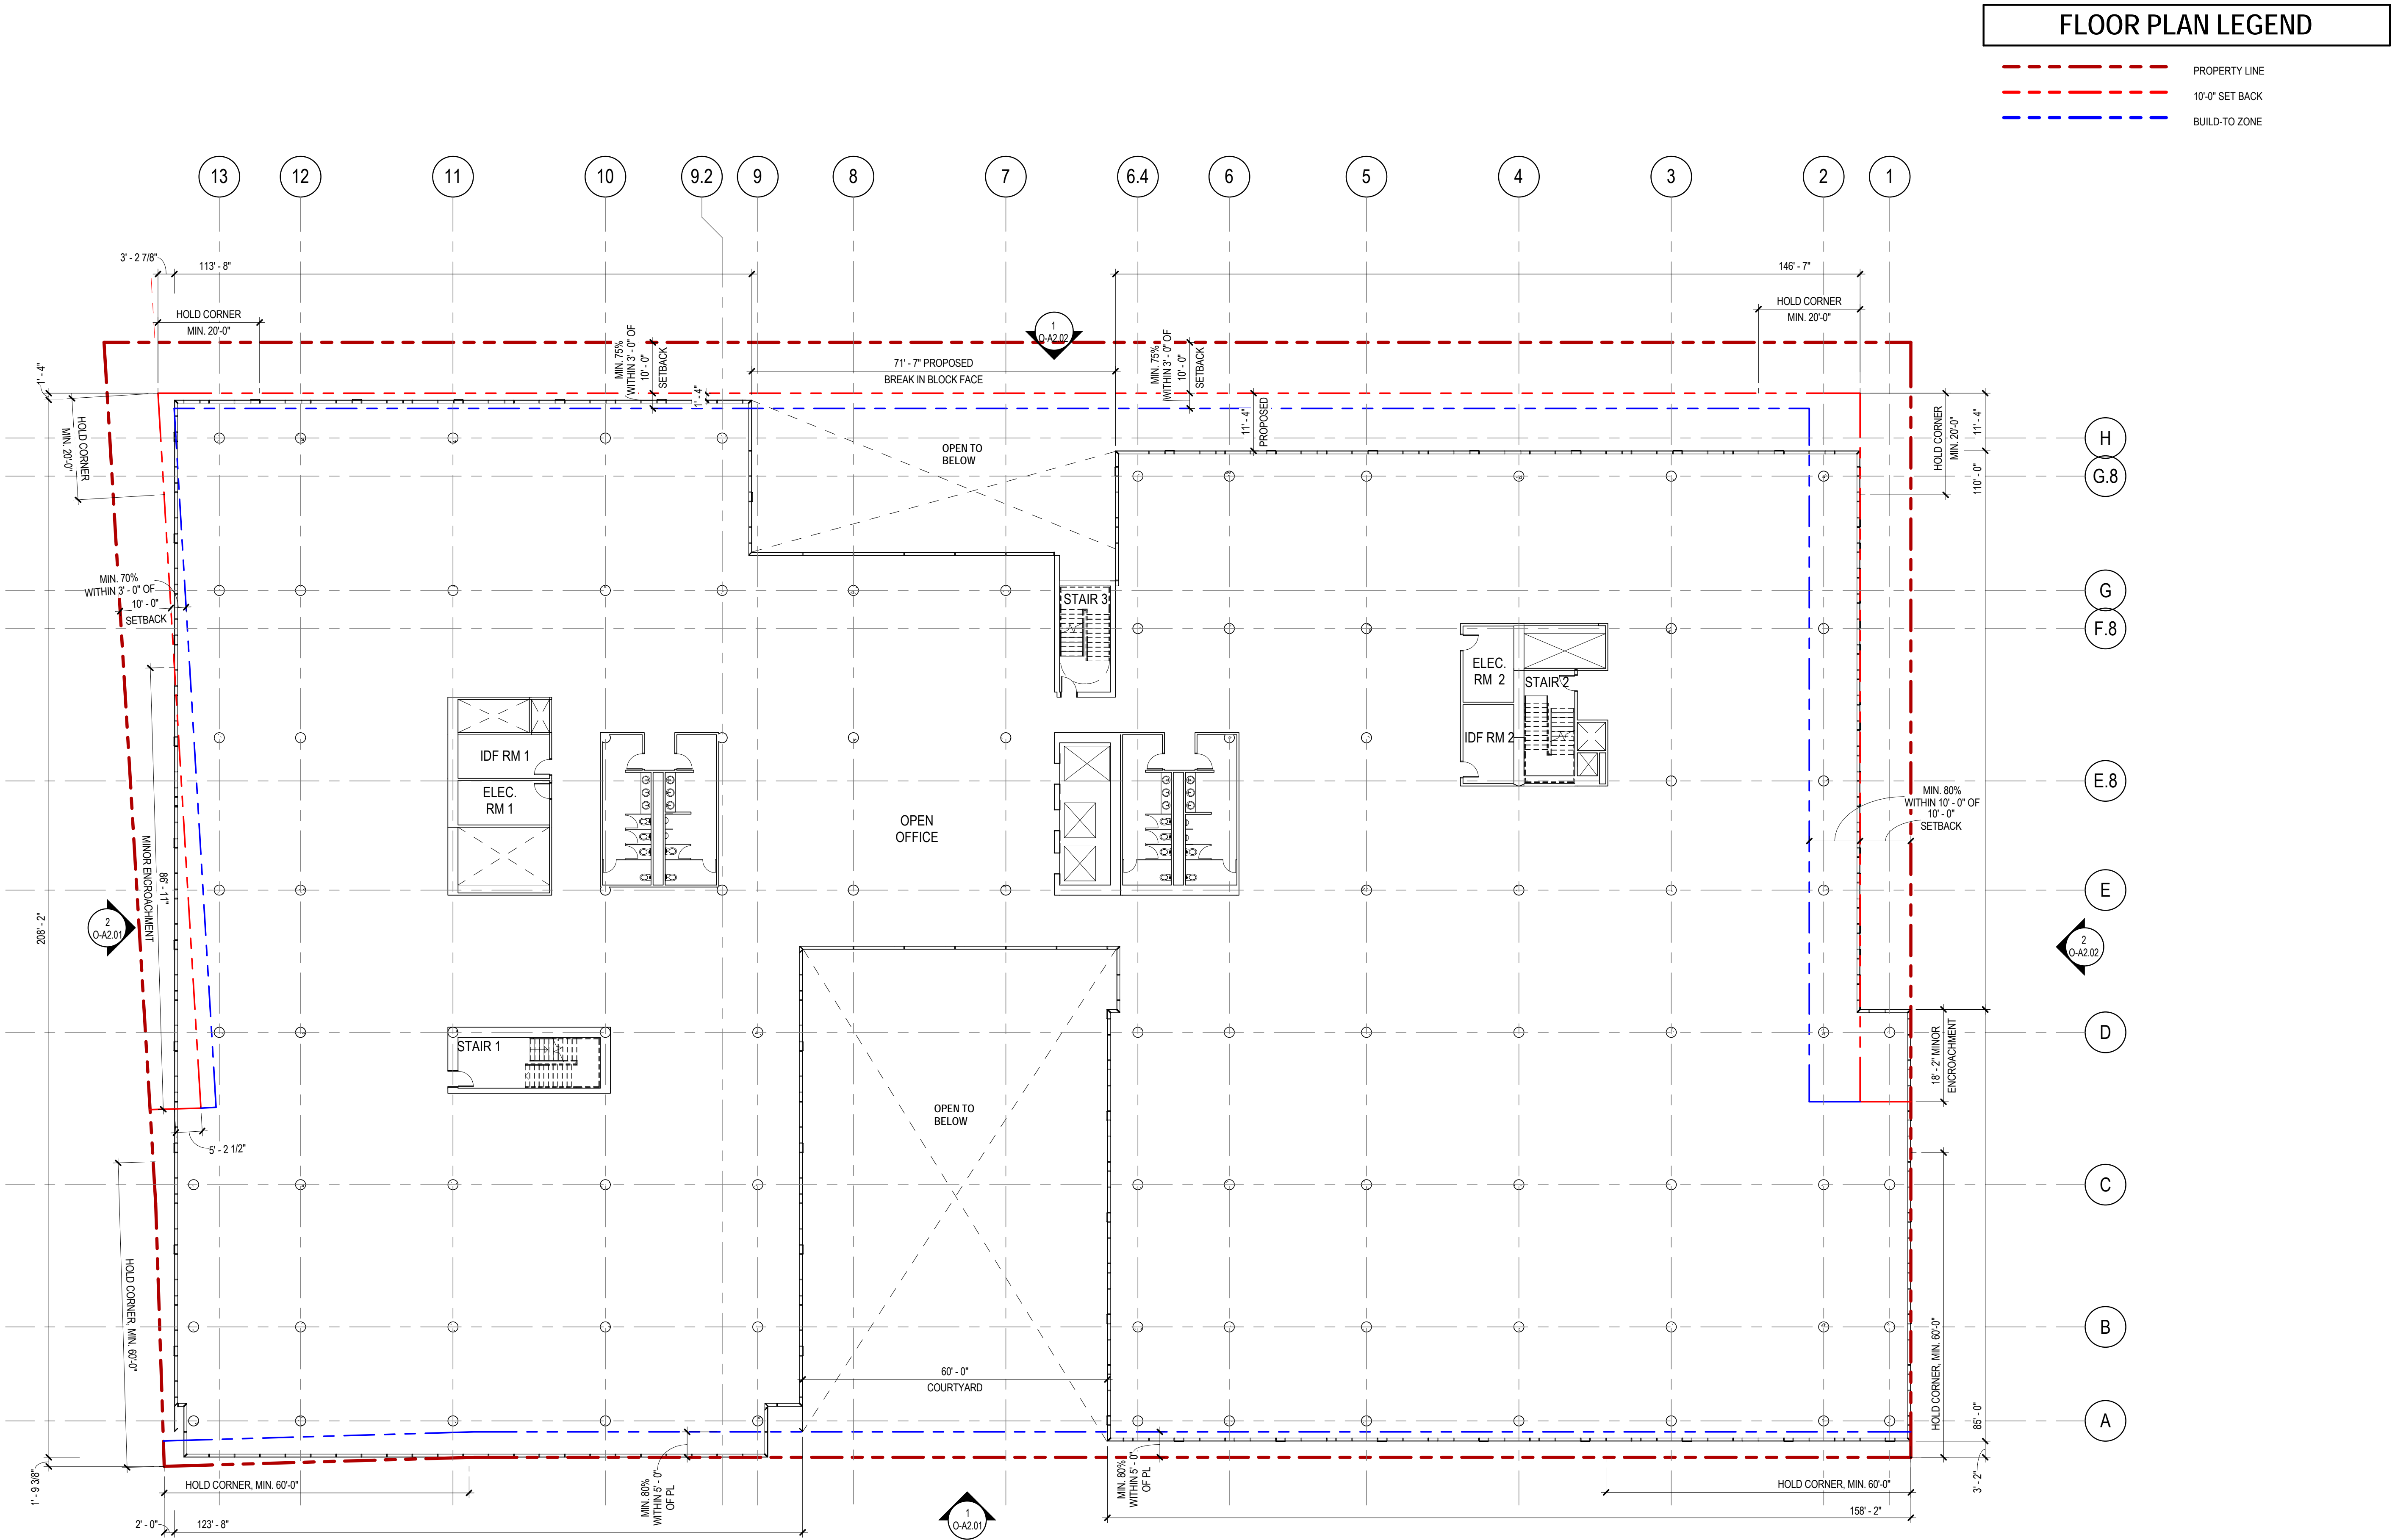 FLOOR PLAN LEGEND
PROPERTY LINE
10'-0" SET BACK
BUILD-TO ZONE
13
12
11
10
9.2
9
8
7
6.4
6
5
4
3
2
1
3' - 2 7/8"
113' - 8"
146' - 7"
HOLD CORNER
MIN. 20'-0"
HOLD CORNER
MIN. 20'-0"
1
O-A2.02
MIN. 75%
WITHIN 3' - 0" OF
10' - 0"
SETBACK
71' - 7" PROPOSED
BREAK IN BLOCK FACE
MIN. 75%
WITHIN 3' - 0" OF
10' - 0"
SETBACK
1' - 4"
1' - 4"
HOLD CORNER
MIN. 20'-0"
11' - 4"
PROPOSED
HOLD CORNER
MIN. 20'-0"
11' - 4"
110' - 0"
H
G.8
G
F.8
E.8
E
D
C
B
A
OPEN TO
BELOW
MIN. 70%
WITHIN 3' - 0" OF
10' - 0"
SETBACK
STAIR 3
ELEC.
RM 2
STAIR 2
IDF RM 2
IDF RM 1
ELEC.
RM 1
OPEN
OFFICE
MIN. 80%
WITHIN 10' - 0" OF
10' - 0"
SETBACK
MINOR ENCROACHMENT
86' - 11"
208' - 2"
2
O-A2.01
2
O-A2.02
STAIR 1
18' - 2" MINOR
ENCROACHMENT
OPEN TO
BELOW
5' - 2 1/2"
HOLD CORNER, MIN. 60'-0"
HOLD CORNER, MIN. 60'-0"
60' - 0"
COURTYARD
85' - 0"
3' - 2"
1' - 9 3/8"
HOLD CORNER, MIN. 60'-0"
MIN. 80%
WITHIN 5' - 0"
OF PL
MIN. 80%
WITHIN 5' - 0"
OF PL
HOLD CORNER, MIN. 60'-0"
2' - 0"
123' - 8"
1
O-A2.01
158' - 2"